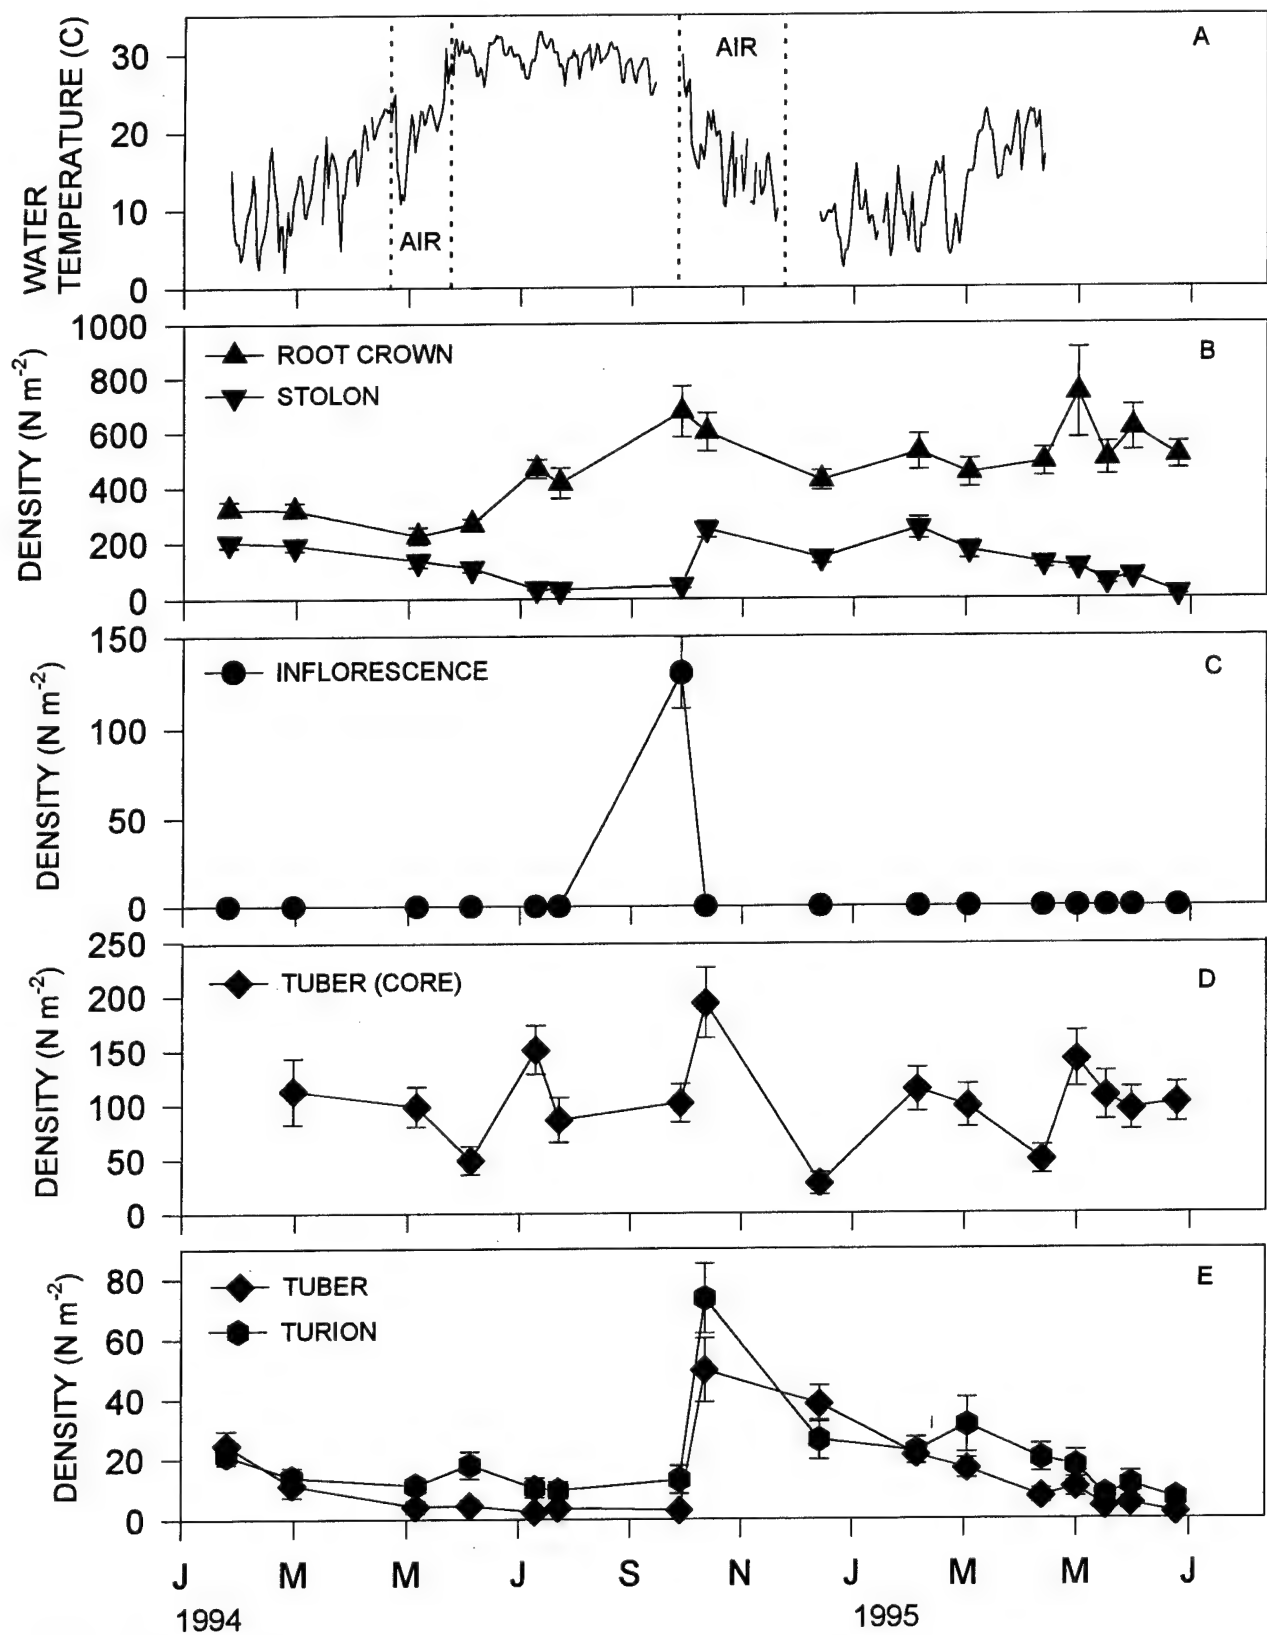 WATER
TEMPERATURE (C)
30
20
10
0
AIR
AIR
A
DENSITY (N m-2)
1000
800
600
400
200
0
ROOT CROWN
STOLON
B
DENSITY (N m-2)
150
100
50
0
INFLORESCENCE
C
DENSITY (N m-2)
250
200
150
100
50
0
TUBER (CORE)
D
DENSITY (N m-2)
80
60
40
20
0
TUBER
TURION
E
J M M J S N J M M J
1994 1995